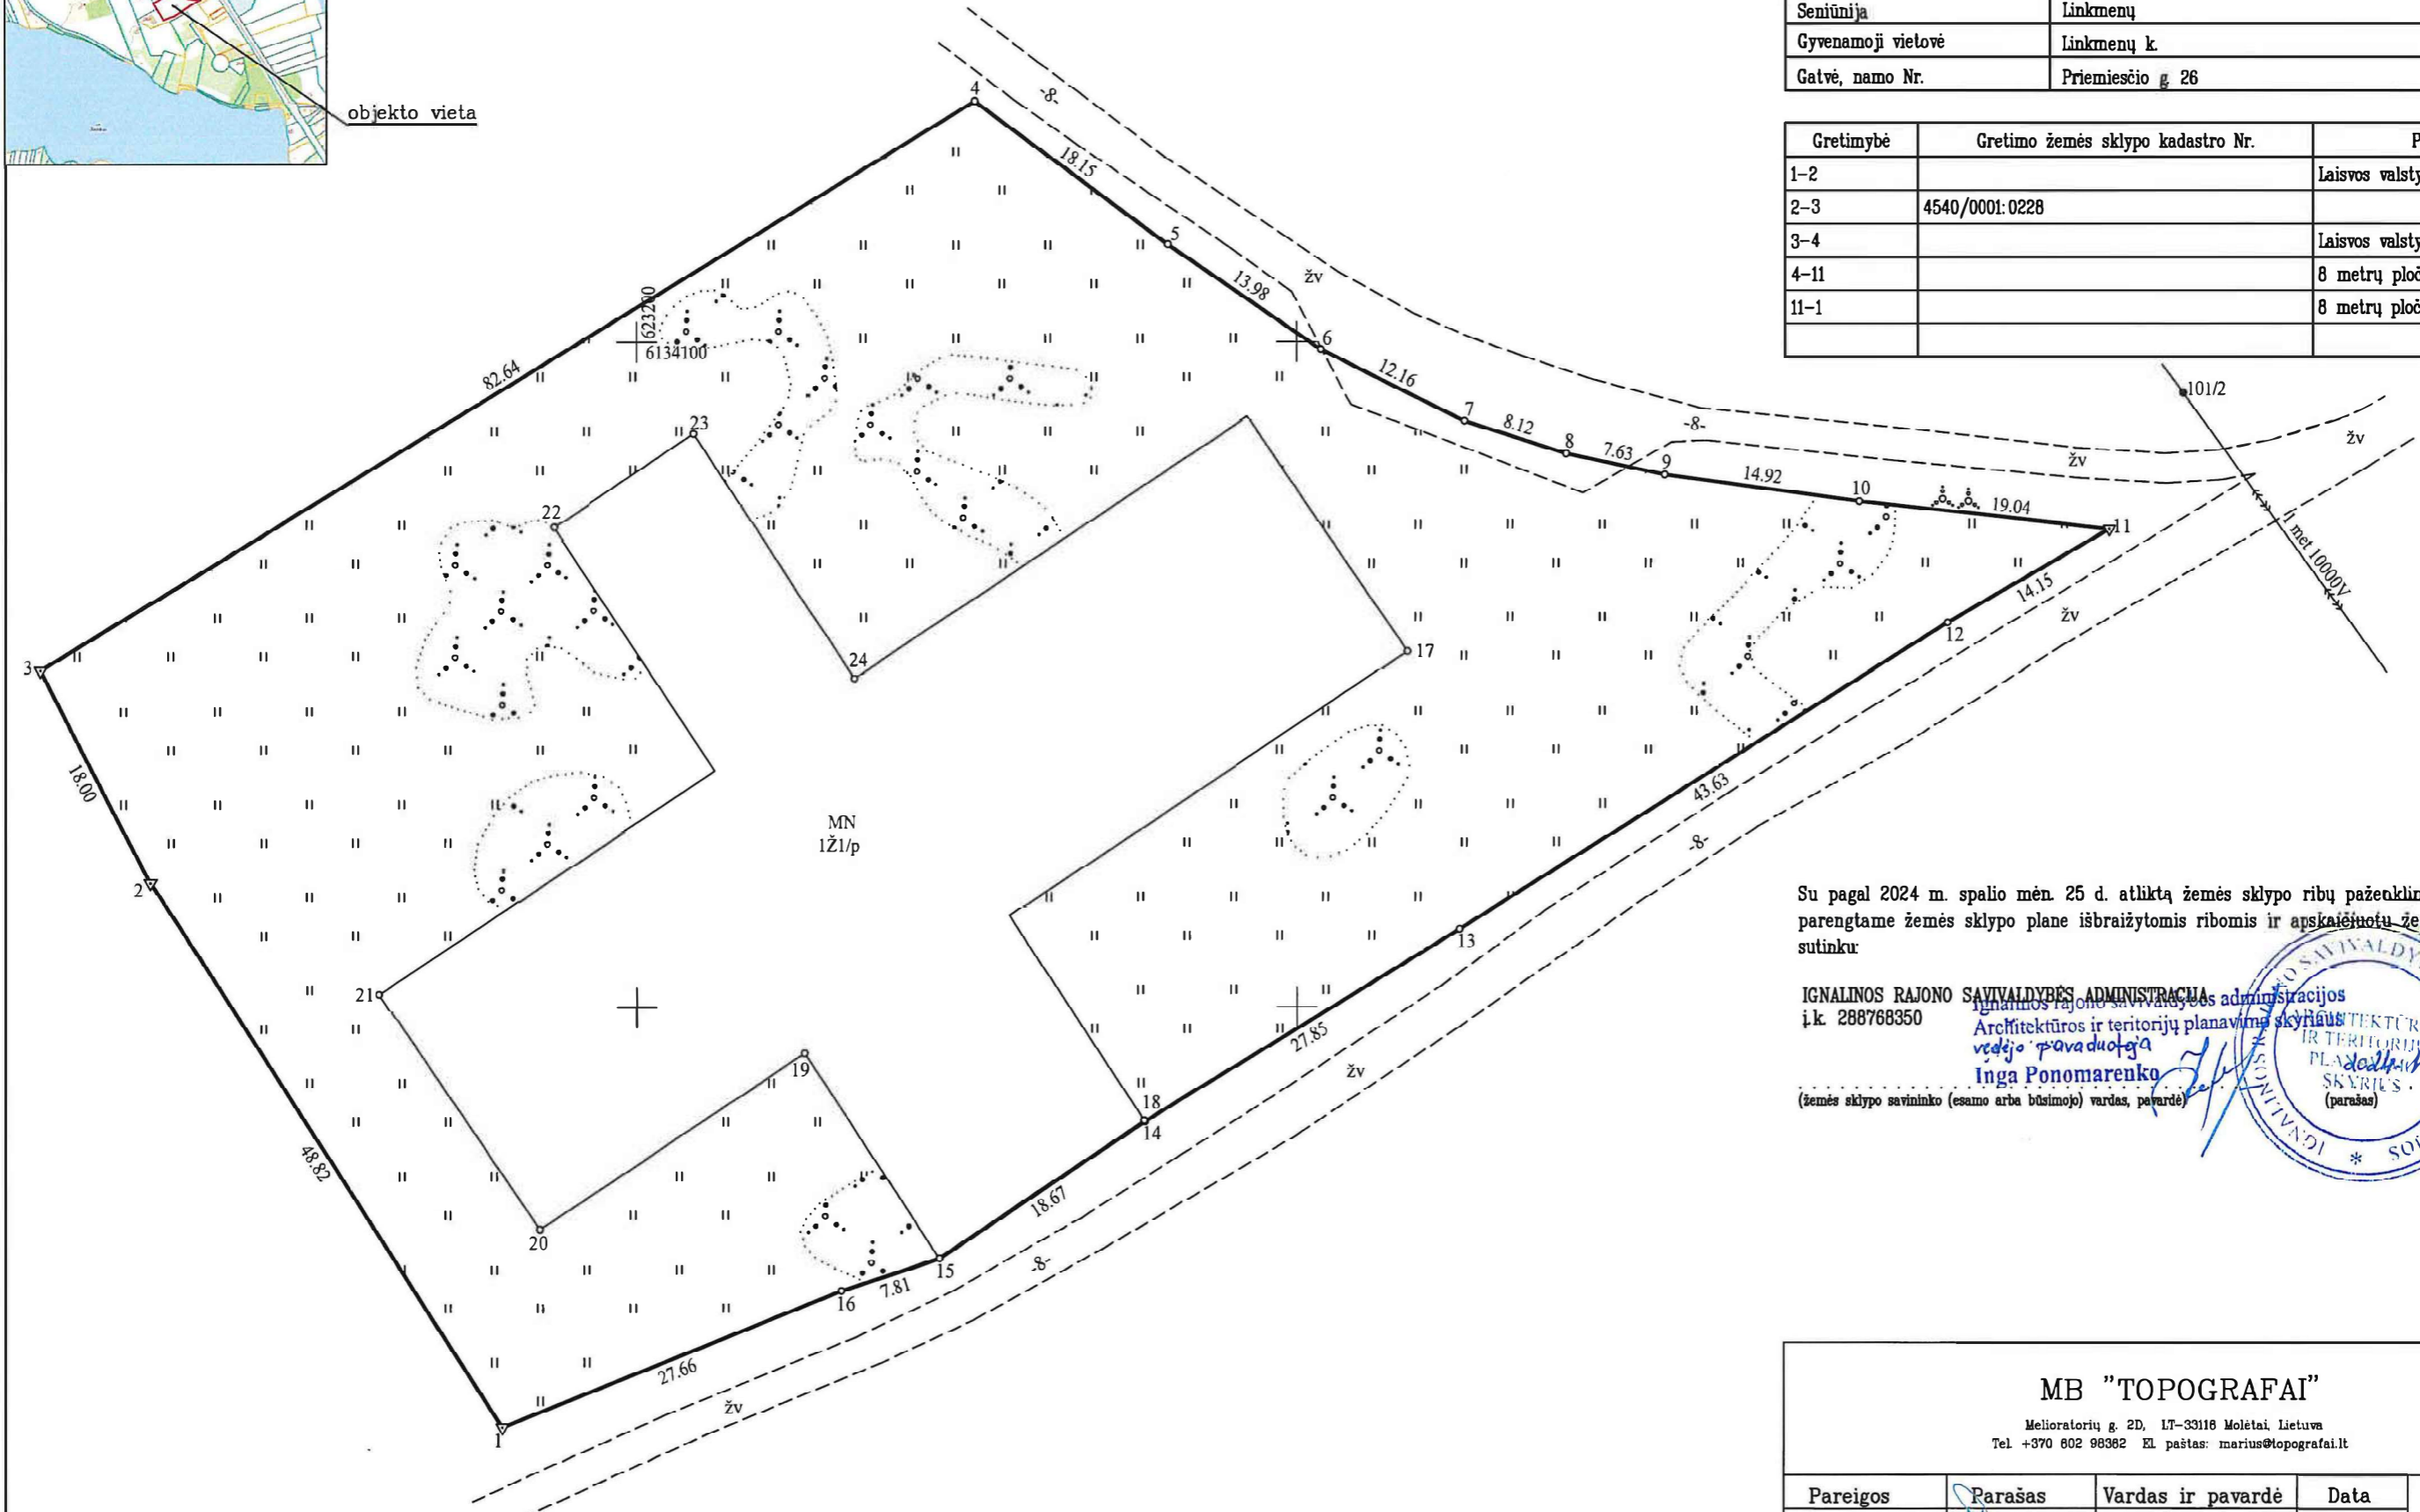 objekto vieta
Seniūnija Linkmenų
Gyvenamoji vietovė Linkmenų k.
Gatvė, namo Nr. Priemiesčio g 26
Gretimybė Gretimo žemės sklypo kadastro Nr.
1-2 Laisvos
2-3 4540/0001:0228
3-4 Laisvos
4-11 8 metrų
11-1 8 metrų
4
-8-
18.15
5
13.98
žv
6
623200
6134100
82.64
12.16
7
8.12
8
7.63
9
-8-
14.92
10
19.04
11
žv
žv
101/2
1 met 10000V
23
22
24
17
14.15
12
žv
3
18.00
2
MN
1Ž1/p
43.63
-8-
13
21
27.85
žv
19
18
14
48.82
18.67
20
15
-8-
7.81
16
27.66
žv
1
Su pagal 2024 m. spalio mėn. 25 d. atliktą žemės sklypo ribų
parengtame žemės sklypo plane išbraižytomis ribomis ir apskaičiuotu
sutinku:
IGNALINOS RAJONO SAVIVALDYBĖS ADMINISTRACIJA
į.k. 288768350
Ignalinos rajono savivaldybės administracijos
Architektūros ir teritorijų planavimo skyriaus
vedėjo pavaduotoja
Inga Ponomarenko
(žemės sklypo savininko (esamo arba būsimojo) vardas, pavardė) (parašas)
SKYRIUS
MB "TOPOGRAFAI"
Melioratorių g. 2D, LT-33116 Molėtai, Lietuva
Tel. +370 602 98382 El. paštas: marius@topografai.lt
Pareigos Parašas Vardas ir pavardė Data